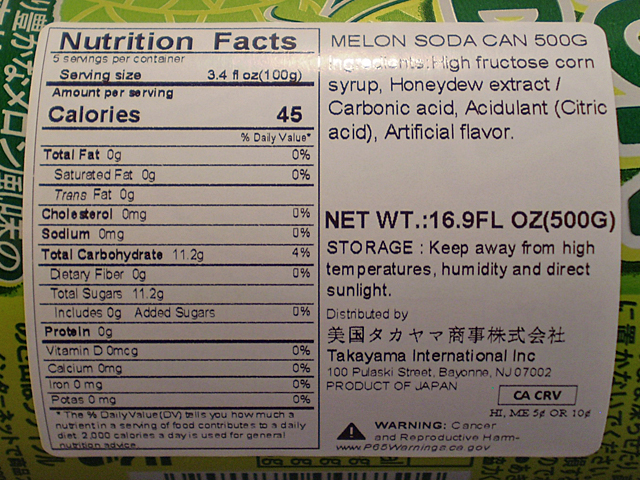 Nutrition Facts
5 servings per container
Serving size 3.4 fl oz(100g)
Amount per serving
Calories 45
% Daily Value*
Total Fat 0g 0%
Saturated Fat 0g 0%
Trans Fat 0g
Cholesterol 0mg 0%
Sodium 0mg 0%
Total Carbohydrate 11.2g 4%
Dietary Fiber 0g 0%
Total Sugars 11.2g
Includes 0g Added Sugars 0%
Protein 0g
Vitamin D 0mcg 0%
Calcium 0mg 0%
Iron 0 mg 0%
Potas 0 mg 0%
* The % Daily Value(DV) tells you how much a
nutrient in a serving of food contributes to a daily
diet 2,000 calories a day is used for general
nutrition advice
MELON SODA CAN 500G
Ingredients:High fructose corn
syrup, Honeydew extract /
Carbonic acid, Acidulant (Citric
acid), Artificial flavor.
NET WT.:16.9FL OZ(500G)
STORAGE : Keep away from high
temperatures, humidity and direct
sunlight.
Distributed by
美国タカヤマ商事株式会社
Takayama International Inc
100 Pulaski Street, Bayonne, NJ 07002
PRODUCT OF JAPAN
CA CRV
HI, ME 5¢ OR 10¢
WARNING: Cancer
and Reproductive Harm-
www.P65Warnings.ca.gov